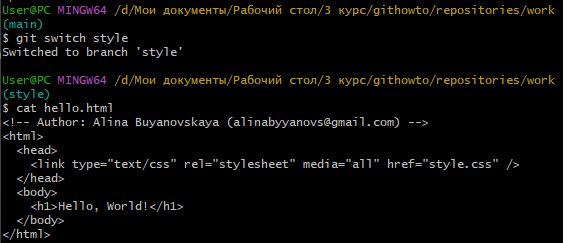 User@PC MINGW64 /d/Мои документы/Рабочий стол/3 курс/githowto/repositories/work
(main)
$ git switch style
Switched to branch 'style'
User@PC MINGW64 /d/Мои документы/Рабочий стол/3 курс/githowto/repositories/work
(style)
$ cat hello.html
<!-- Author: Alina Buyanovskaya (alinabyyanovs@gmail.com) -->
<html>
  <head>
    <link type="text/css" rel="stylesheet" media="all" href="style.css" />
  </head>
  <body>
    <h1>Hello, World!</h1>
  </body>
</html>